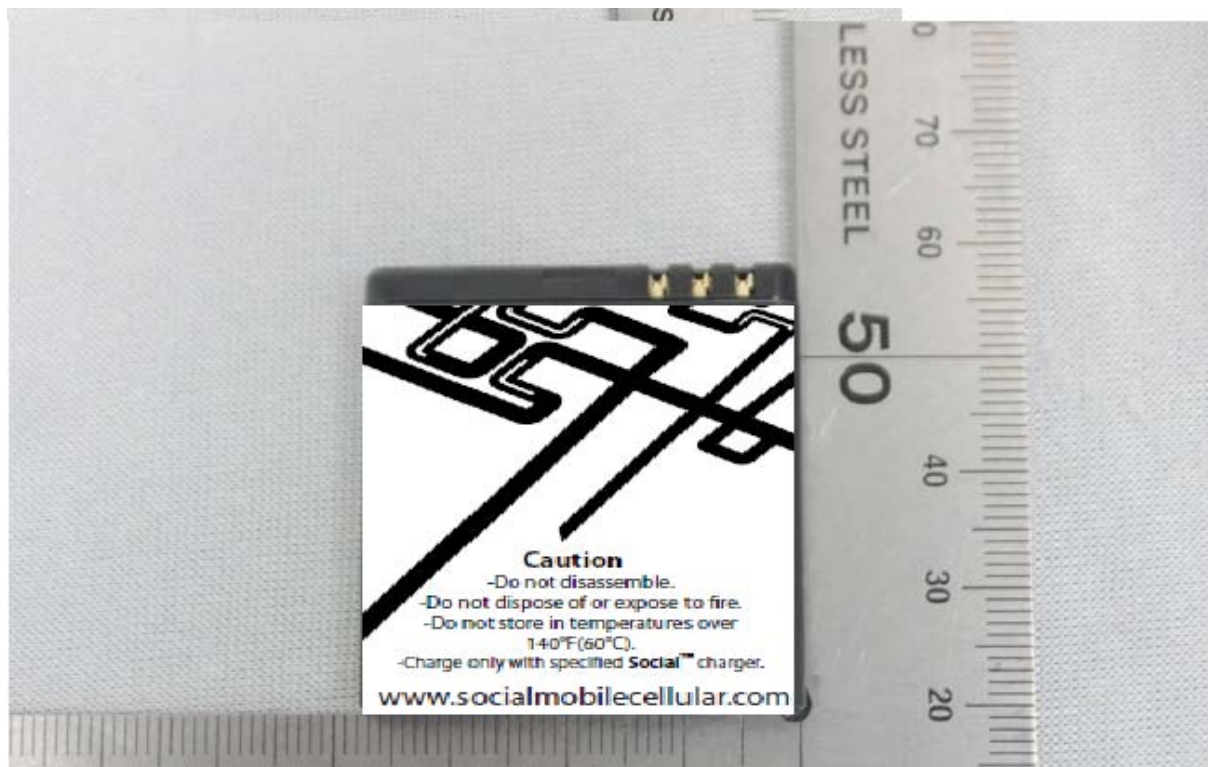 LESS STEEL
0
70
60
50
40
30
20
Caution
-Do not disassemble.
-Do not dispose of or expose to fire.
-Do not store in temperatures over
140°F(60°C).
-Charge only with specified Social™ charger.
www.socialmobilecellular.com